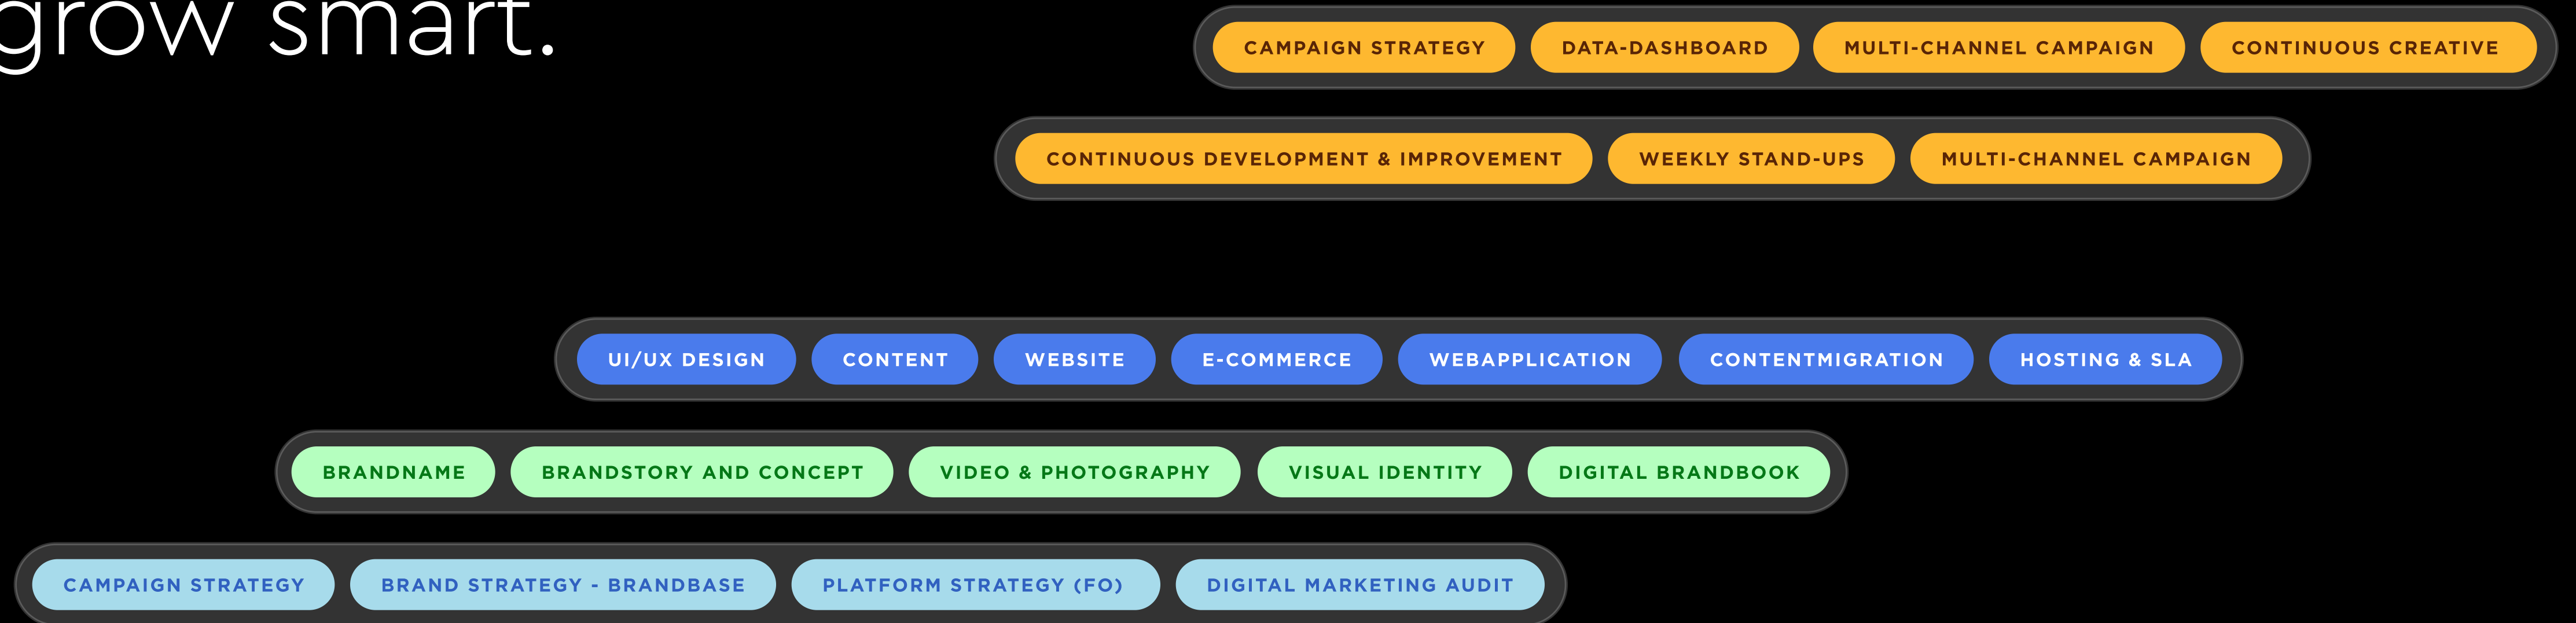 grow smart.
CAMPAIGN STRATEGY DATA-DASHBOARD MULTI-CHANNEL CAMPAIGN CONTINUOUS CREATIVE
CONTINUOUS DEVELOPMENT & IMPROVEMENT WEEKLY STAND-UPS MULTI-CHANNEL CAMPAIGN
UI/UX DESIGN CONTENT WEBSITE E-COMMERCE WEBAPPLICATION CONTENTMIGRATION HOSTING & SLA
BRANDNAME BRANDSTORY AND CONCEPT VIDEO & PHOTOGRAPHY VISUAL IDENTITY DIGITAL BRANDBOOK
CAMPAIGN STRATEGY BRAND STRATEGY - BRANDBASE PLATFORM STRATEGY (FO) DIGITAL MARKETING AUDIT